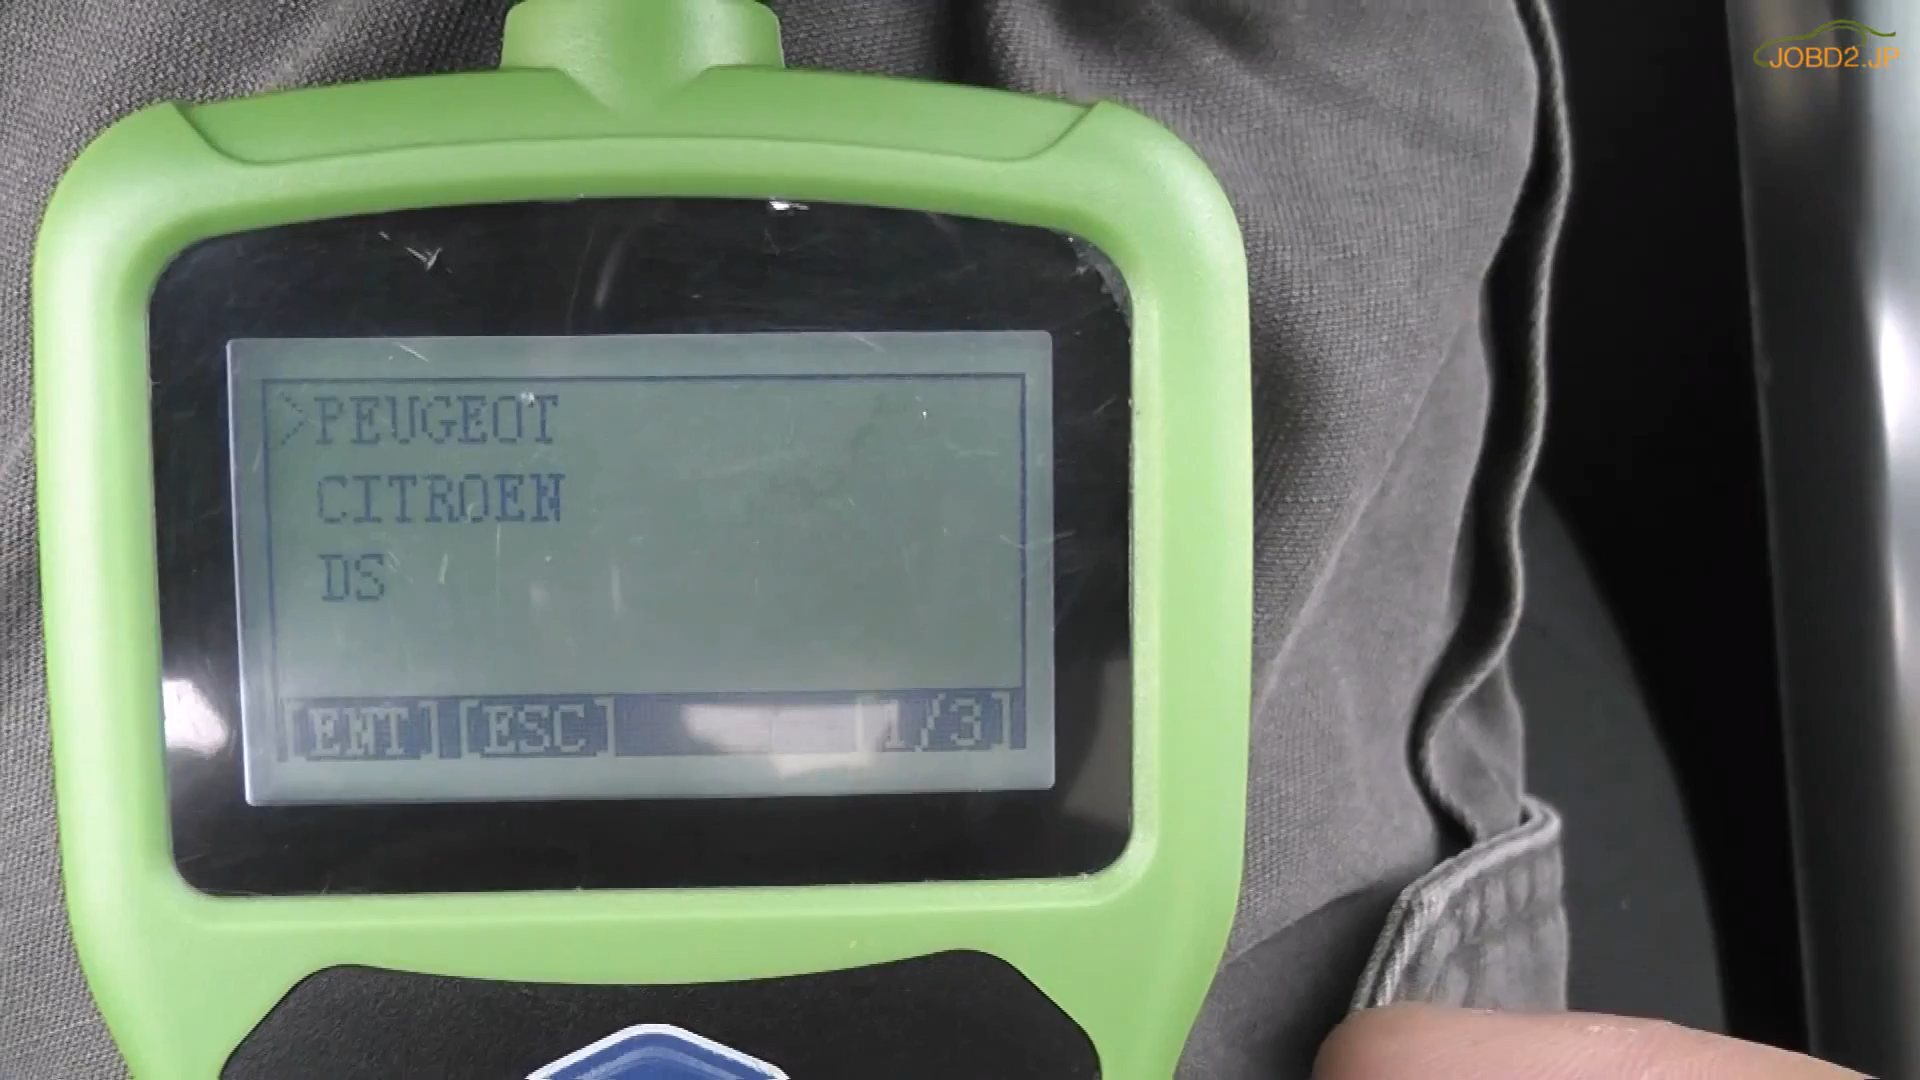 JOBD2.JP
>PEUGEOT
CITROEN
DS
[ENT] [ESC] [1/3]